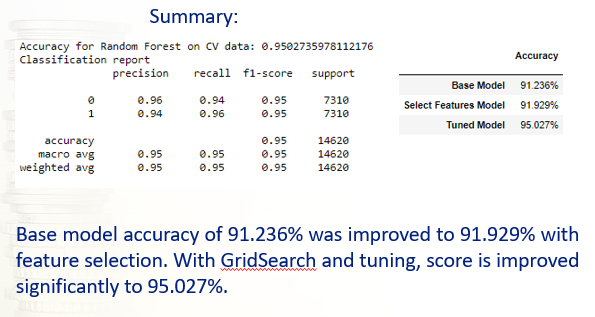 Summary:
Accuracy for Random Forest on CV data: 0.9502735978112176
Classification report
precision recall f1-score support
0 0.96 0.94 0.95 7310
1 0.94 0.96 0.95 7310
accuracy 0.95 14620
macro avg 0.95 0.95 0.95 14620
weighted avg 0.95 0.95 0.95 14620
Accuracy
Base Model 91.236%
Select Features Model 91.929%
Tuned Model 95.027%
Base model accuracy of 91.236% was improved to 91.929% with
feature selection. With GridSearch and tuning, score is improved
significantly to 95.027%.